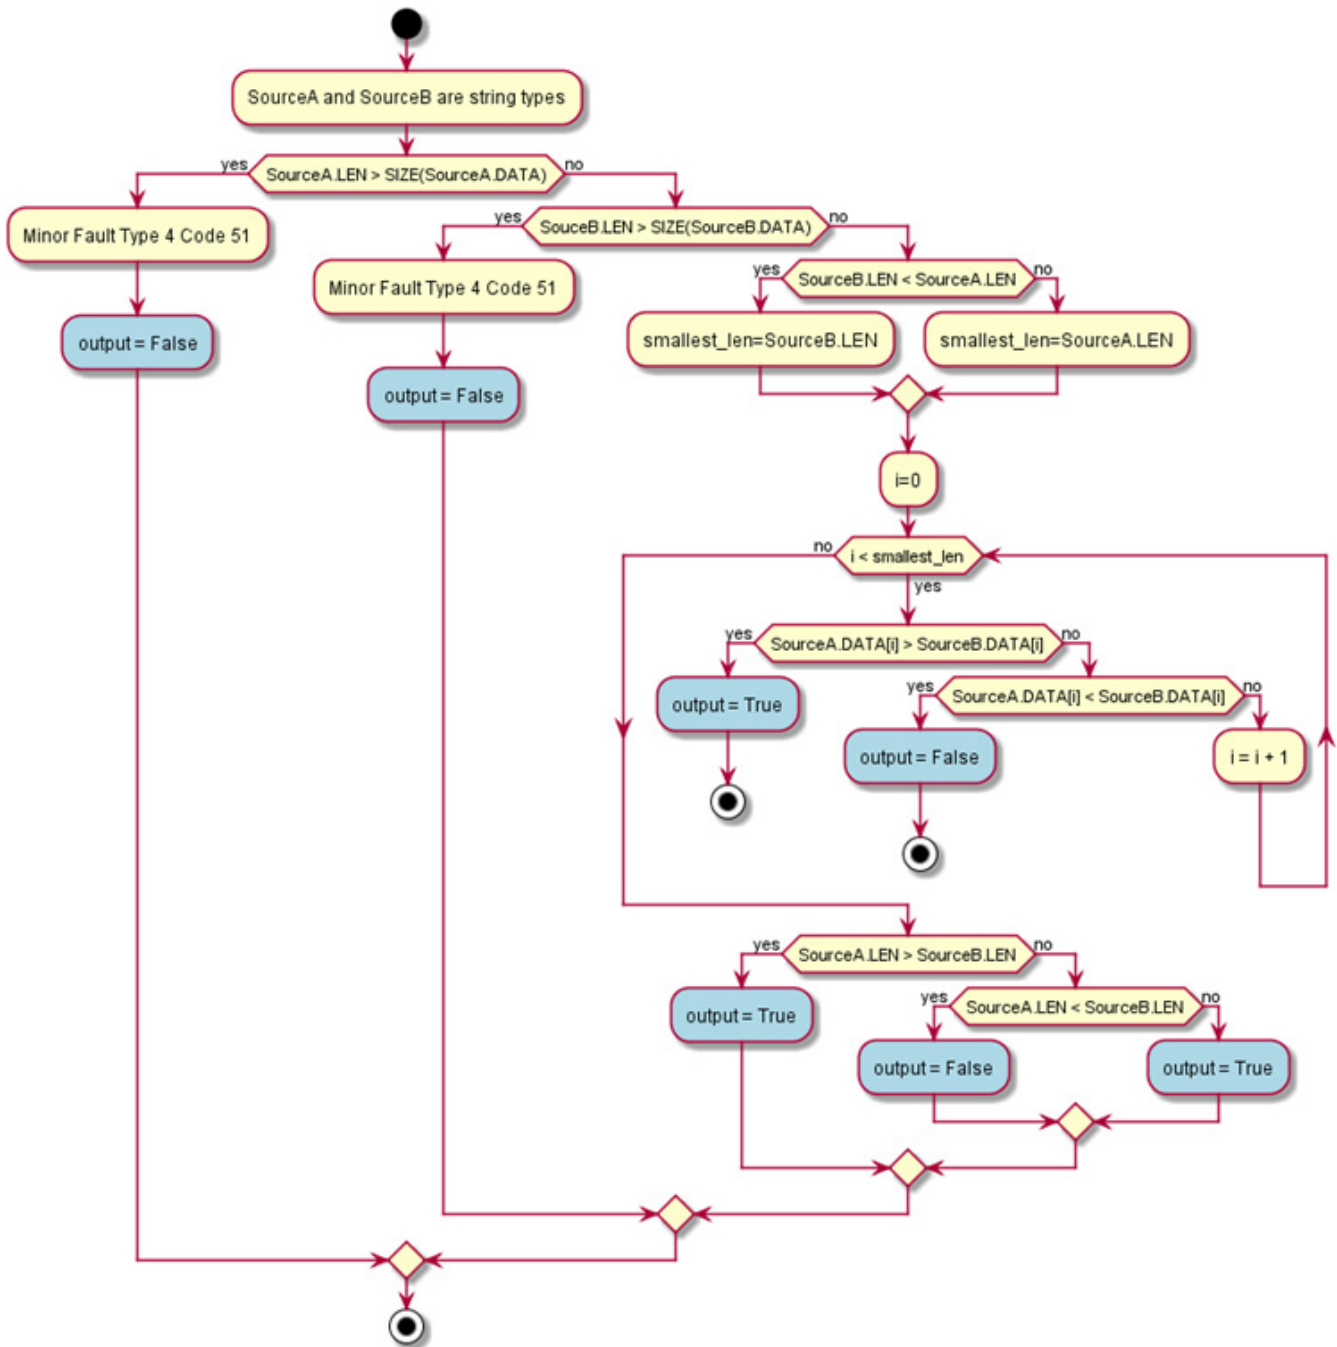 SourceA and SourceB are string types
yes
SourceA.LEN > SIZE(SourceA.DATA)
no
Minor Fault Type 4 Code 51
output = False
yes
SouceB.LEN > SIZE(SourceB.DATA)
no
Minor Fault Type 4 Code 51
output = False
yes
SourceB.LEN < SourceA.LEN
no
smallest_len=SourceB.LEN
smallest_len=SourceA.LEN
i=0
no
i < smallest_len
yes
yes
SourceA.DATA[i] > SourceB.DATA[i]
no
output = True
yes
SourceA.DATA[i] < SourceB.DATA[i]
no
output = False
i = i + 1
yes
SourceA.LEN > SourceB.LEN
no
output = True
yes
SourceA.LEN < SourceB.LEN
no
output = False
output = True